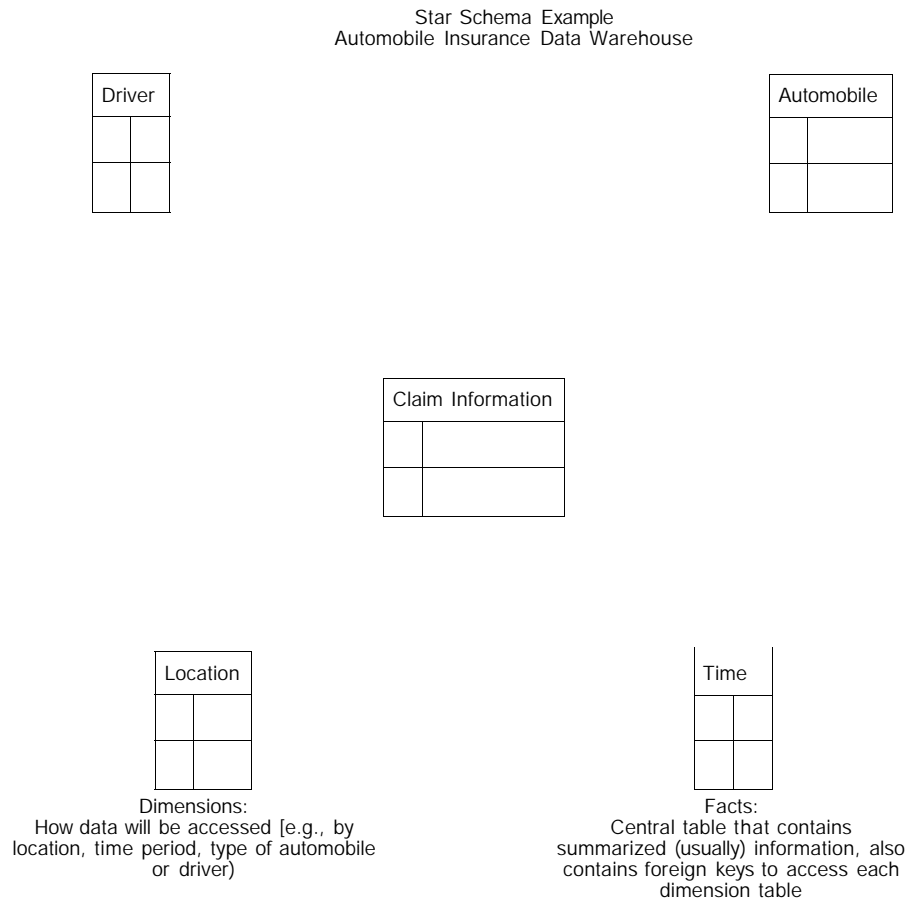 Star Schema Example
Automobile Insurance Data Warehouse
Driver
Automobile
Claim Information
Location
Time
Dimensions:
How data will be accessed [e.g., by
location, time period, type of automobile
or driver)
Facts:
Central table that contains
summarized (usually) information, also
contains foreign keys to access each
dimension table